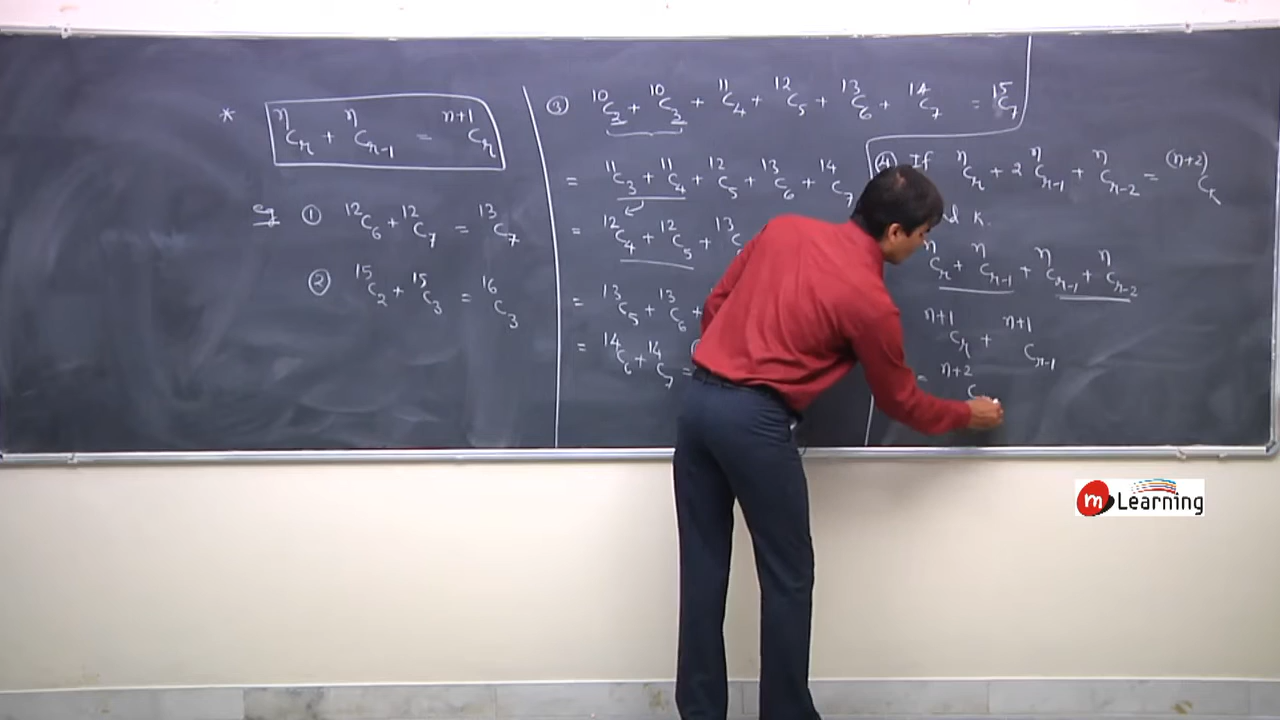 * ⁿCᵣ + ⁿCᵣ₋₁ = ⁿ⁺¹Cᵣ
eg ① ¹²C₆ + ¹²C₇ = ¹³C₇
② ¹⁵C₂ + ¹⁵C₃ = ¹⁶C₃
③ ¹⁰C₂ + ¹⁰C₃ + ¹¹C₄ + ¹²C₅ + ¹³C₆ + ¹⁴C₇ = ¹⁵C₇
= ¹¹C₃ + ¹¹C₄ + ¹²C₅ + ¹³C₆ + ¹⁴C₇
= ¹²C₄ + ¹²C₅ + ¹³C
= ¹³C₅ + ¹³C₆ +
= ¹⁴C₆ + ¹⁴C₇ =
④ If ⁿCᵣ + 2 ⁿCᵣ₋₁ + ⁿCᵣ₋₂ = ⁽ⁿ⁺²⁾Cₖ
k.
ⁿCᵣ + ⁿCᵣ₋₁ + ⁿCᵣ₋₁ + ⁿCᵣ₋₂
ⁿ⁺¹Cᵣ + ⁿ⁺¹Cᵣ₋₁
= ⁿ⁺²C
m Learning